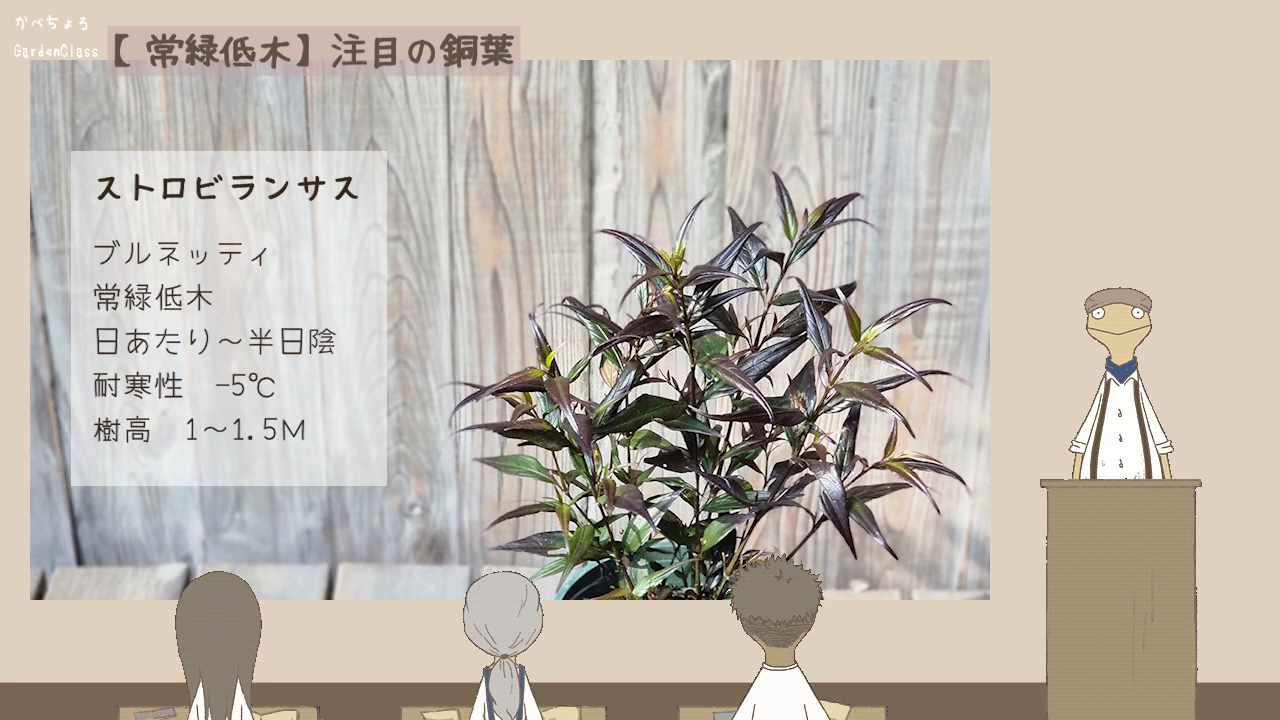 かべちょろ
GardenClass
【 常緑低木】注目の銅葉
ストロビランサス
ブルネッティ
常緑低木
日あたり～半日陰
耐寒性　-5℃
樹高　1～1.5M